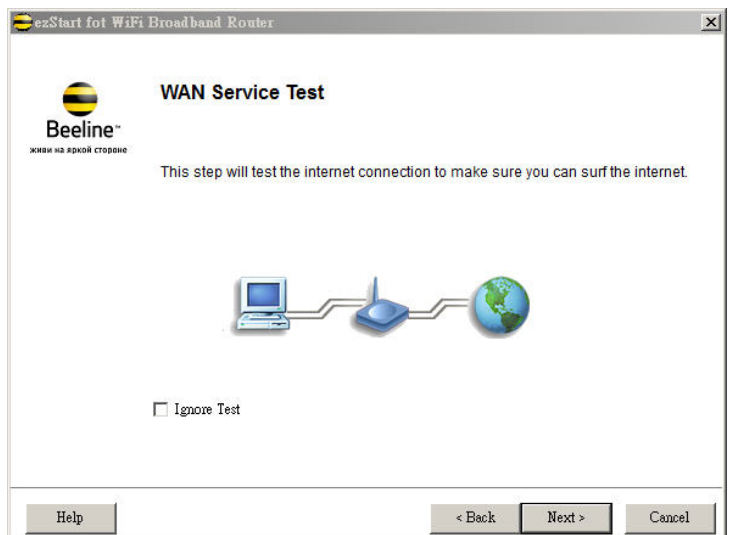 ezStart fot WiFi Broadband Router
WAN Service Test
Beeline™
живи на яркой стороне
This step will test the internet connection to make sure you can surf the internet.
Ignore Test
Help
< Back
Next >
Cancel